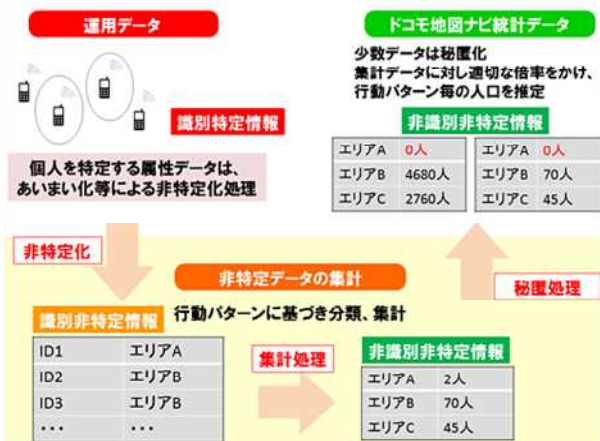 運用データ
識別特定情報
個人を特定する属性データは、
あいまい化等による非特定化処理
非特定化
ドコモ地図ナビ統計データ
少数データは秘匿化
集計データに対し適切な倍率をかけ、
行動パターン毎の人口を推定
非識別非特定情報
エリアA 0人
エリアB 4680人
エリアC 2760人
エリアA 0人
エリアB 70人
エリアC 45人
秘匿処理
非特定データの集計
行動パターンに基づき分類、集計
識別非特定情報
ID1 エリアA
ID2 エリアB
ID3 エリアB
・・・ ・・・
集計処理
非識別非特定情報
エリアA 2人
エリアB 70人
エリアC 45人